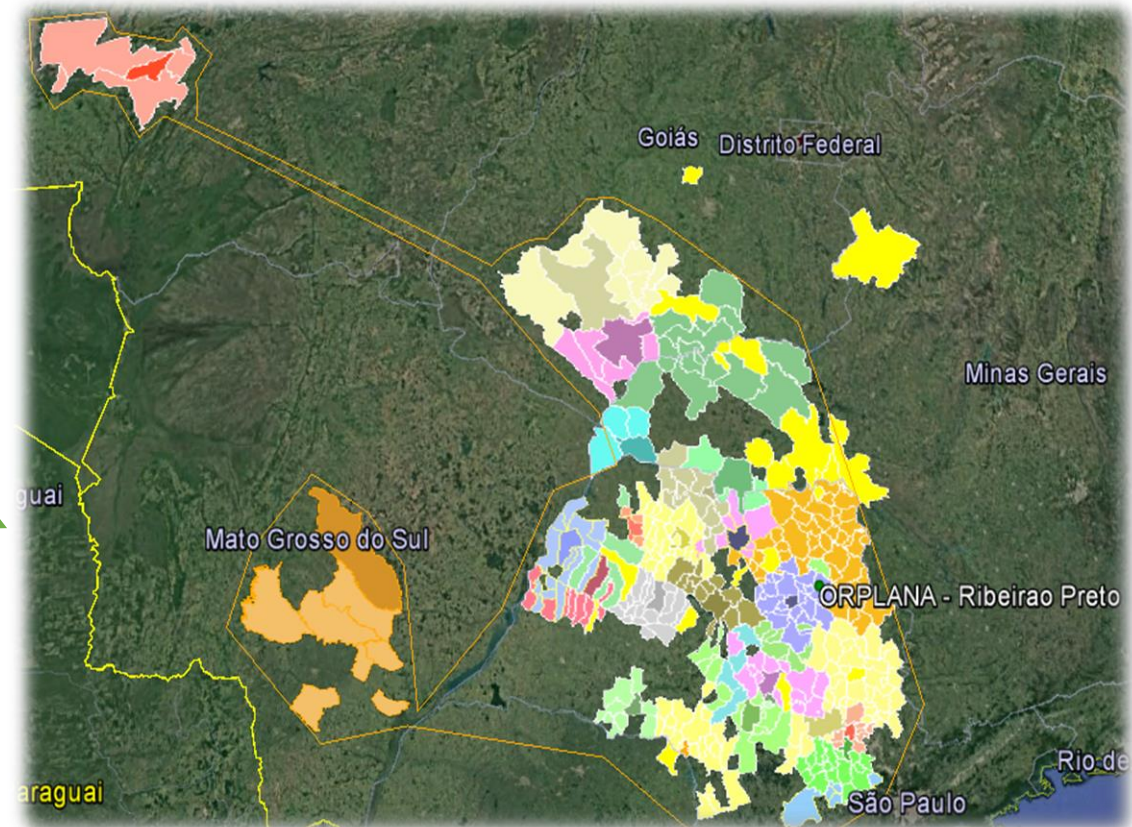 Goiás
Distrito Federal
Minas Gerais
guai
Mato Grosso do Sul
ORPLANA - Ribeirao Preto
Rio de
araguai
São Paulo